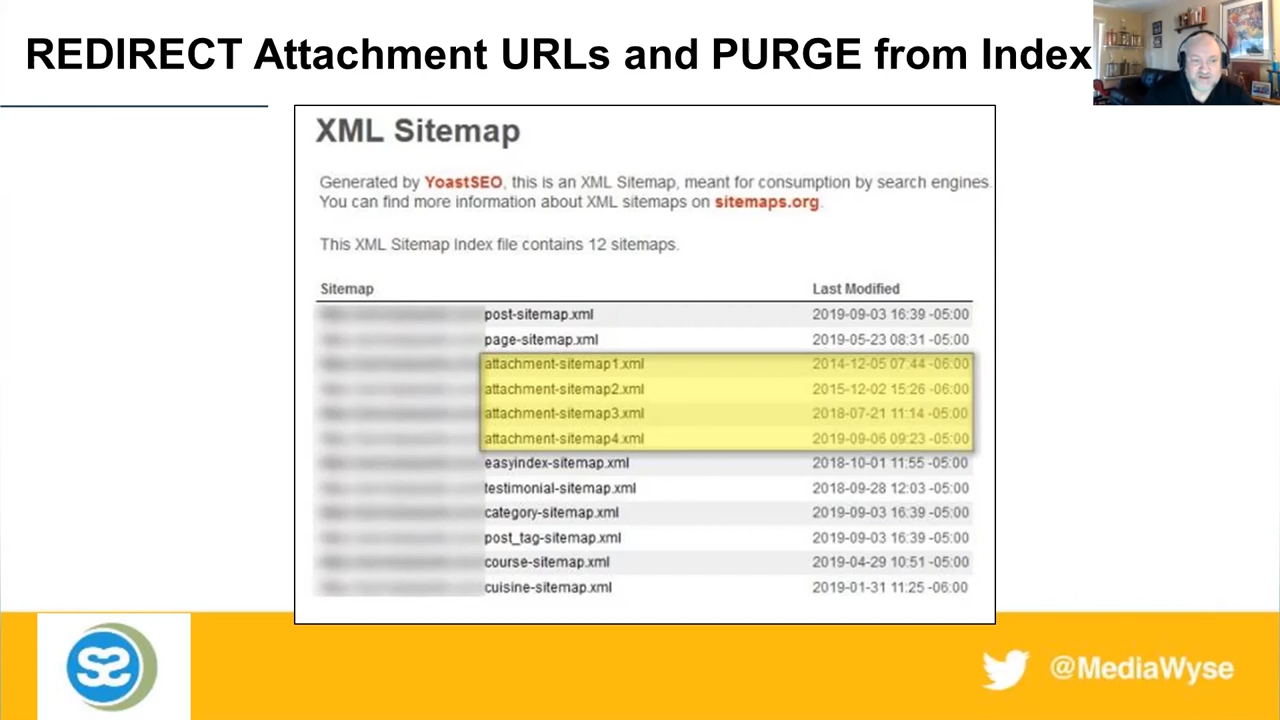 REDIRECT Attachment URLs and PURGE from Index
XML Sitemap
Generated by YoastSEO, this is an XML Sitemap, meant for consumption by search engines.
You can find more information about XML sitemaps on sitemaps.org.
This XML Sitemap Index file contains 12 sitemaps.
Sitemap Last Modified
post-sitemap.xml 2019-09-03 16:39 -05:00
page-sitemap.xml 2019-05-23 08:31 -05:00
attachment-sitemap1.xml 2014-12-05 07:44 -06:00
attachment-sitemap2.xml 2015-12-02 15:26 -06:00
attachment-sitemap3.xml 2018-07-21 11:14 -05:00
attachment-sitemap4.xml 2019-09-06 09:23 -05:00
easyindex-sitemap.xml 2018-10-01 11:55 -05:00
testimonial-sitemap.xml 2018-09-28 12:03 -05:00
category-sitemap.xml 2019-09-03 16:39 -05:00
post_tag-sitemap.xml 2019-09-03 16:39 -05:00
course-sitemap.xml 2019-04-29 10:51 -05:00
cuisine-sitemap.xml 2019-01-31 11:25 -06:00
@MediaWyse